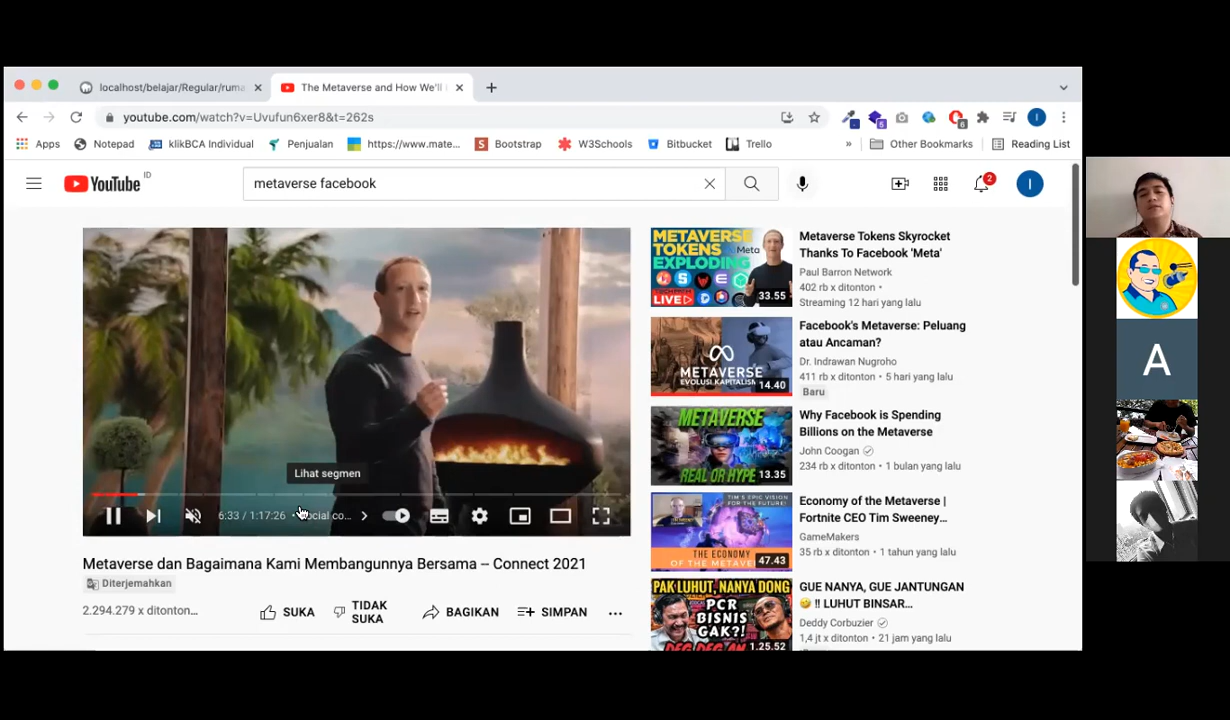 localhost/belajar/Regular/ruma
The Metaverse and How We'll
youtube.com/watch?v=Uvufun6xer8&t=262s
Apps
Notepad
klikBCA Individual
Penjualan
https://www.mate...
Bootstrap
W3Schools
Bitbucket
Trello
»
Other Bookmarks
Reading List
YouTube ID
metaverse facebook
2
I
Lihat segmen
6:33 / 1:17:26
Metaverse dan Bagaimana Kami Membangunnya Bersama -- Connect 2021
Diterjemahkan
2.294.279 x ditonton...
SUKA
TIDAK
SUKA
BAGIKAN
SIMPAN
METAVERSE
TOKENS
EXPLODING
Meta
LIVE
33.55
Metaverse Tokens Skyrocket
Thanks To Facebook 'Meta'
Paul Barron Network
402 rb x ditonton •
Streaming 12 hari yang lalu
METAVERSE
EVOLUSI KAPITALISM
14.40
Facebook's Metaverse: Peluang
atau Ancaman?
Dr. Indrawan Nugroho
411 rb x ditonton • 5 hari yang lalu
Baru
METAVERSE
REAL OR HYPE
13.35
Why Facebook is Spending
Billions on the Metaverse
John Coogan
234 rb x ditonton • 1 bulan yang lalu
TIM'S EPIC VISION
FOR THE FUTURE!
THE ECONOMY
OF THE METAVERSE
47.43
Economy of the Metaverse |
Fortnite CEO Tim Sweeney...
GameMakers
35 rb x ditonton • 1 tahun yang lalu
PAK LUHUT, NANYA DONG
PCR
BISNIS
GAK?!
DEG DEG AN
1.25.52
GUE NANYA, GUE JANTUNGAN
🤣 !! LUHUT BINSAR...
Deddy Corbuzier
1,4 jt x ditonton • 21 jam yang lalu
A